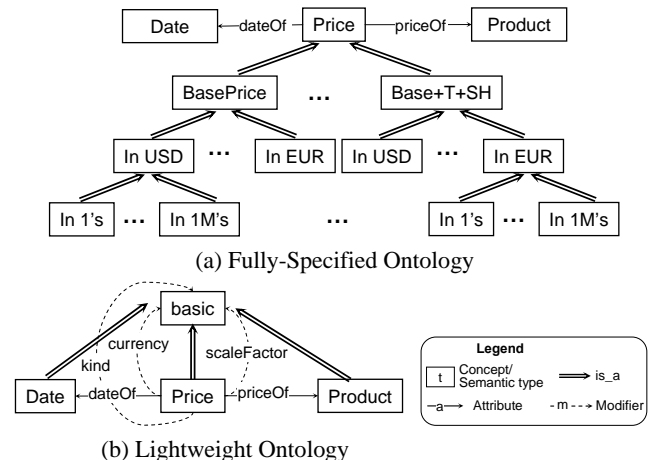 Date dateOf Price priceOf Product
BasePrice ... Base+T+SH
In USD ... In EUR In USD ... In EUR
In 1's ... In 1M's ... In 1's ... In 1M's
(a) Fully-Specified Ontology
basic
kind currency scaleFactor
Date dateOf Price priceOf Product
(b) Lightweight Ontology
Legend
t Concept/
Semantic type
is_a
a Attribute
m Modifier